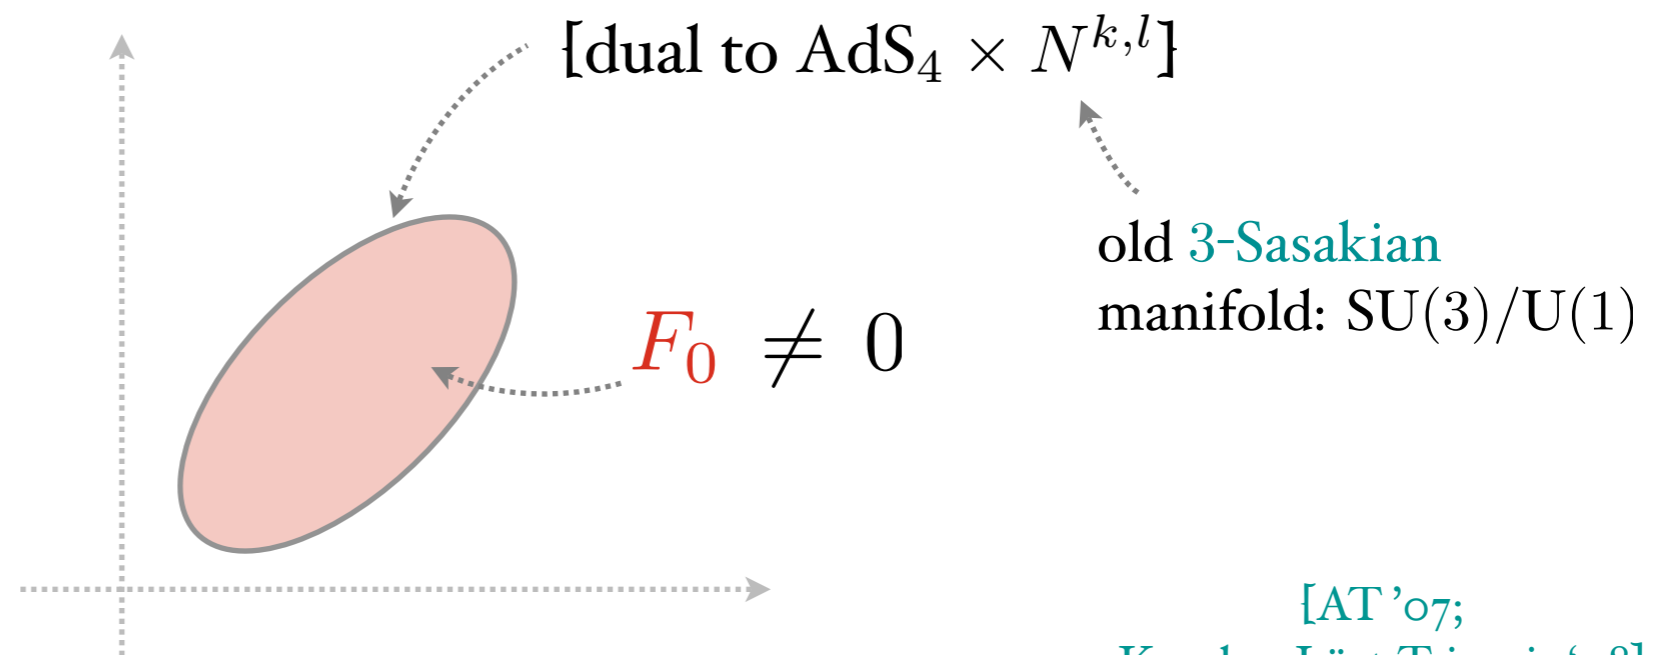 [dual to AdS₄ × N^{k,l}]
old 3-Sasakian
manifold: SU(3)/U(1)
F₀ ≠ 0
[AT ’07;